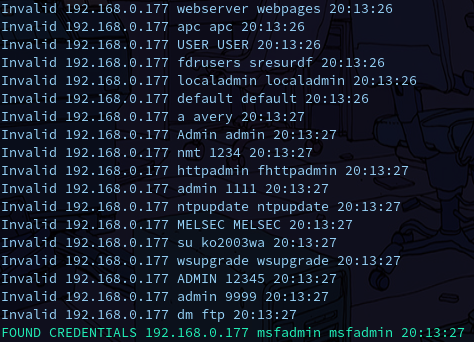 Invalid 192.168.0.177 webserver webpages 20:13:26
Invalid 192.168.0.177 apc apc 20:13:26
Invalid 192.168.0.177 USER USER 20:13:26
Invalid 192.168.0.177 fdrusers sresurdf 20:13:26
Invalid 192.168.0.177 localadmin localadmin 20:13:26
Invalid 192.168.0.177 default default 20:13:26
Invalid 192.168.0.177 a avery 20:13:27
Invalid 192.168.0.177 Admin admin 20:13:27
Invalid 192.168.0.177 nmt 1234 20:13:27
Invalid 192.168.0.177 httpadmin fhttpadmin 20:13:27
Invalid 192.168.0.177 admin 1111 20:13:27
Invalid 192.168.0.177 ntpupdate ntpupdate 20:13:27
Invalid 192.168.0.177 MELSEC MELSEC 20:13:27
Invalid 192.168.0.177 su ko2003wa 20:13:27
Invalid 192.168.0.177 wsupgrade wsupgrade 20:13:27
Invalid 192.168.0.177 ADMIN 12345 20:13:27
Invalid 192.168.0.177 admin 9999 20:13:27
Invalid 192.168.0.177 dm ftp 20:13:27
FOUND CREDENTIALS 192.168.0.177 msfadmin msfadmin 20:13:27